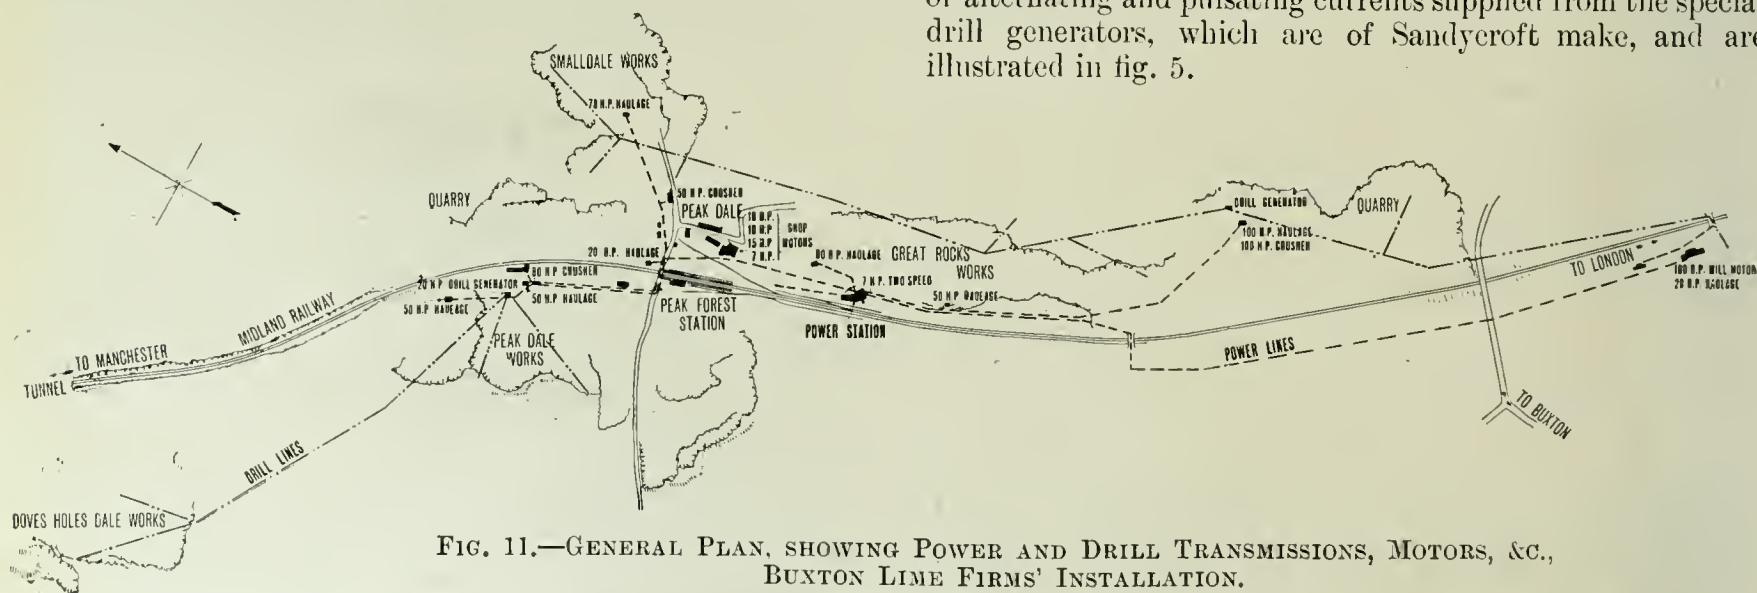 of alternating and pulsating currents supplied from the special
drill generators, which are of Sandycroft make, and are
illustrated in fig. 5.
SMALLDALE WORKS
70 H.P. HAULAGE
QUARRY
50 H P CRUSHER
PEAK DALE
10 H.P.
10 H.P
15 H.P
7 H.P.
SHOP
MOTORS
20 H.P. HAULAGE
80 H.P. HAULAGE
GREAT ROCKS
WORKS
DRILL GENERATOR
100 H.P. HAULAGE
100 H.P. CRUSHER
QUARRY
80 H P CRUSHER
20 H.P DRILL GENERATOR
50 H.P. HAULAGE
50 H.P HAULAGE
7 H.P. TWO SPEED
50 H.P HAULAGE
TO LONDON
100 H.P. MILL MOTOR
20 H.P. HAULAGE
MIDLAND RAILWAY
PEAK FOREST
STATION
POWER STATION
PEAK DALE
WORKS
POWER LINES
TO MANCHESTER
TUNNEL
TO BUXTON
DRILL LINES
DOVES HOLES DALE WORKS
FIG. 11.—GENERAL PLAN, SHOWING POWER AND DRILL TRANSMISSIONS, MOTORS, &C.,
BUXTON LIME FIRMS' INSTALLATION.